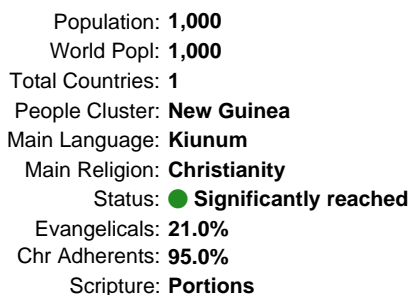 Population: 1,000
World Popl: 1,000
Total Countries: 1
People Cluster: New Guinea
Main Language: Kiunum
Main Religion: Christianity
Status: Significantly reached
Evangelicals: 21.0%
Chr Adherents: 95.0%
Scripture: Portions